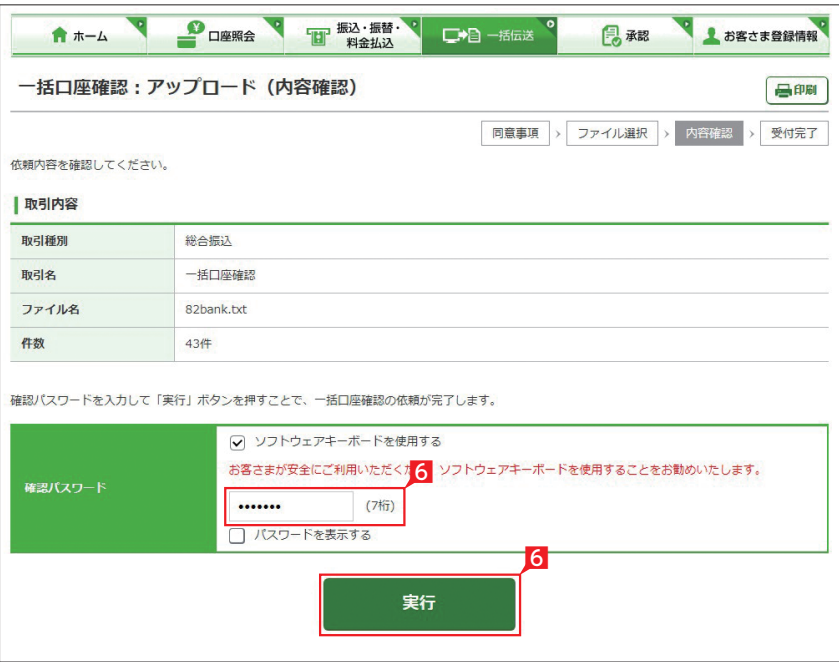 ホーム
口座照会
振込・振替・
料金払込
一括伝送
承認
お客さま登録情報
一括口座確認：アップロード（内容確認）
印刷
同意事項 › ファイル選択 › 内容確認 › 受付完了
依頼内容を確認してください。
取引内容
取引種別 総合振込
取引名 一括口座確認
ファイル名 82bank.txt
件数 43件
確認パスワードを入力して「実行」ボタンを押すことで、一括口座確認の依頼が完了します。
確認パスワード
ソフトウェアキーボードを使用する
お客さまが安全にご利用いただく ソフトウェアキーボードを使用することをお勧めいたします。
6
••••••• (7桁)
パスワードを表示する
6
実行